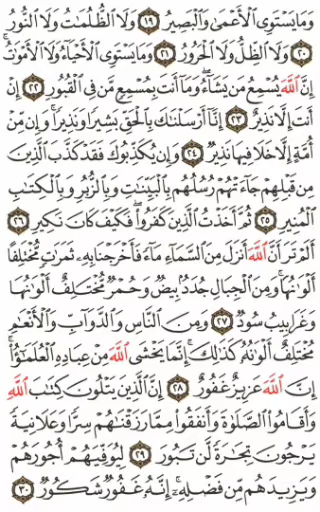 وَمَا يَسْتَوِي الْأَعْمَىٰ وَالْبَصِيرُ ١٩ وَلَا الظُّلُمَاتُ وَلَا النُّورُ
٢٠ وَلَا الظِّلُّ وَلَا الْحَرُورُ ٢١ وَمَا يَسْتَوِي الْأَحْيَاءُ وَلَا الْأَمْوَاتُ
إِنَّ اللَّهَ يُسْمِعُ مَن يَشَاءُ وَمَا أَنتَ بِمُسْمِعٍ مَّن فِي الْقُبُورِ ٢٢ إِنْ
أَنتَ إِلَّا نَذِيرٌ ٢٣ إِنَّا أَرْسَلْنَاكَ بِالْحَقِّ بَشِيرًا وَنَذِيرًا وَإِن مِّنْ
أُمَّةٍ إِلَّا خَلَا فِيهَا نَذِيرٌ ٢٤ وَإِن يُكَذِّبُوكَ فَقَدْ كَذَّبَ الَّذِينَ
مِن قَبْلِهِمْ جَاءَتْهُمْ رُسُلُهُم بِالْبَيِّنَاتِ وَبِالزُّبُرِ وَبِالْكِتَابِ
الْمُنِيرِ ٢٥ ثُمَّ أَخَذْتُ الَّذِينَ كَفَرُوا فَكَيْفَ كَانَ نَكِيرِ ٢٦
أَلَمْ تَرَ أَنَّ اللَّهَ أَنزَلَ مِنَ السَّمَاءِ مَاءً فَأَخْرَجْنَا بِهِ ثَمَرَاتٍ مُّخْتَلِفًا
أَلْوَانُهَا وَمِنَ الْجِبَالِ جُدَدٌ بِيضٌ وَحُمْرٌ مُّخْتَلِفٌ أَلْوَانُهَا
وَغَرَابِيبُ سُودٌ ٢٧ وَمِنَ النَّاسِ وَالدَّوَابِّ وَالْأَنْعَامِ
مُخْتَلِفٌ أَلْوَانُهُ كَذَٰلِكَ إِنَّمَا يَخْشَى اللَّهَ مِنْ عِبَادِهِ الْعُلَمَاءُ
إِنَّ اللَّهَ عَزِيزٌ غَفُورٌ ٢٨ إِنَّ الَّذِينَ يَتْلُونَ كِتَابَ اللَّهِ
وَأَقَامُوا الصَّلَاةَ وَأَنفَقُوا مِمَّا رَزَقْنَاهُمْ سِرًّا وَعَلَانِيَةً
يَرْجُونَ تِجَارَةً لَّن تَبُورَ ٢٩ لِيُوَفِّيَهُمْ أُجُورَهُمْ
وَيَزِيدَهُم مِّن فَضْلِهِ إِنَّهُ غَفُورٌ شَكُورٌ ٣٠